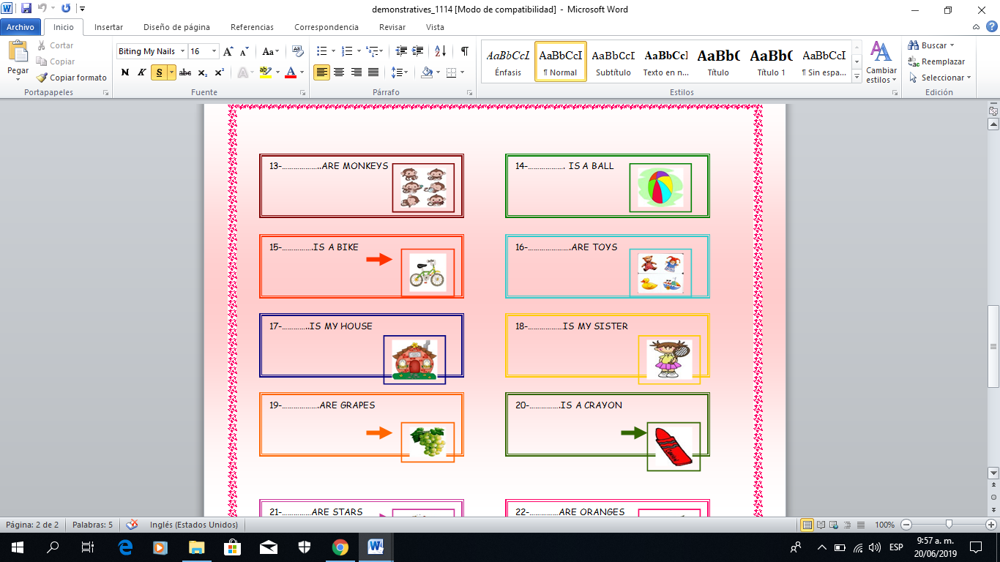 demonstratives_1114 [Modo de compatibilidad] - Microsoft Word
Archivo Inicio Insertar Diseño de página Referencias Correspondencia Revisar Vista
Pegar
Cortar
Copiar
Copiar formato
Portapapeles
Biting My Nails 16
N K S abc x₂ x²
Fuente
Párrafo
AaBbCcL Énfasis
AaBbCcI ¶ Normal
AaBbCcI Subtítulo
AaBbCcI Texto en n...
AaBbC Título
AaBbC Título 1
AaBbCcI ¶ Sin espa...
Cambiar estilos
Estilos
Buscar
Reemplazar
Seleccionar
Edición
13-………………..ARE MONKEYS
14-………………. IS A BALL
15-…………….IS A BIKE
16-………………….ARE TOYS
17-…………..IS MY HOUSE
18-…………………IS MY SISTER
19-……………….ARE GRAPES
20-…………….IS A CRAYON
21-……………ARE STARS
22-……………ARE ORANGES
Página: 2 de 2 Palabras: 5 Inglés (Estados Unidos) 100%
ESP 9:57 a. m.
20/06/2019